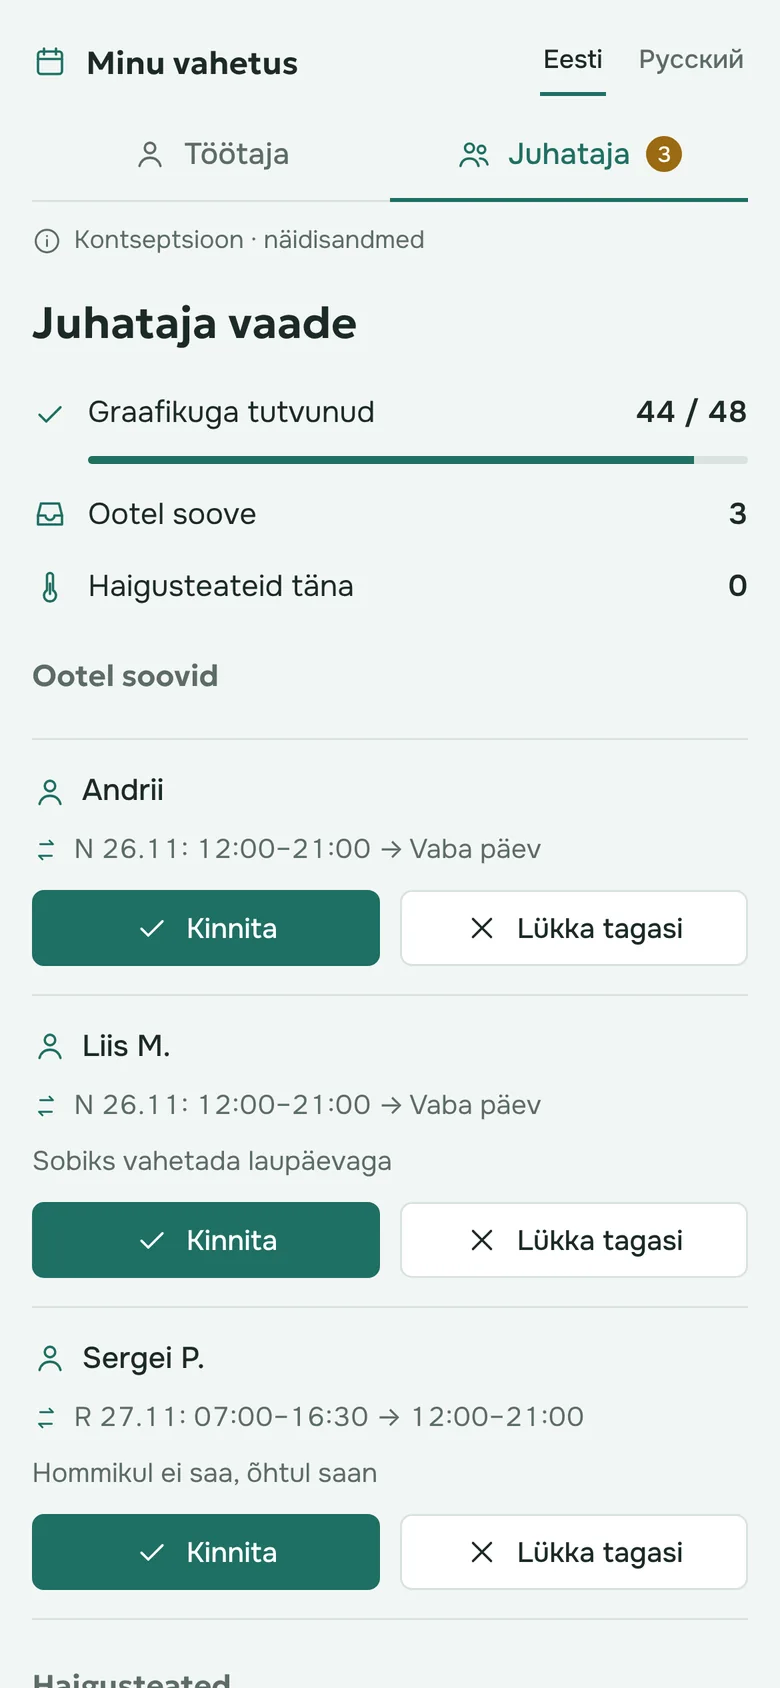 Minu vahetus
Eesti Русский
Töötaja
Juhataja 3
Kontseptsioon · näidisandmed
Juhataja vaade
Graafikuga tutvunud 44 / 48
Ootel soove 3
Haigusteateid täna 0
Ootel soovid
Andrii
N 26.11: 12:00–21:00 → Vaba päev
Kinnita Lükka tagasi
Liis M.
N 26.11: 12:00–21:00 → Vaba päev
Sobiks vahetada laupäevaga
Kinnita Lükka tagasi
Sergei P.
R 27.11: 07:00–16:30 → 12:00–21:00
Hommikul ei saa, õhtul saan
Kinnita Lükka tagasi
Haigusteated